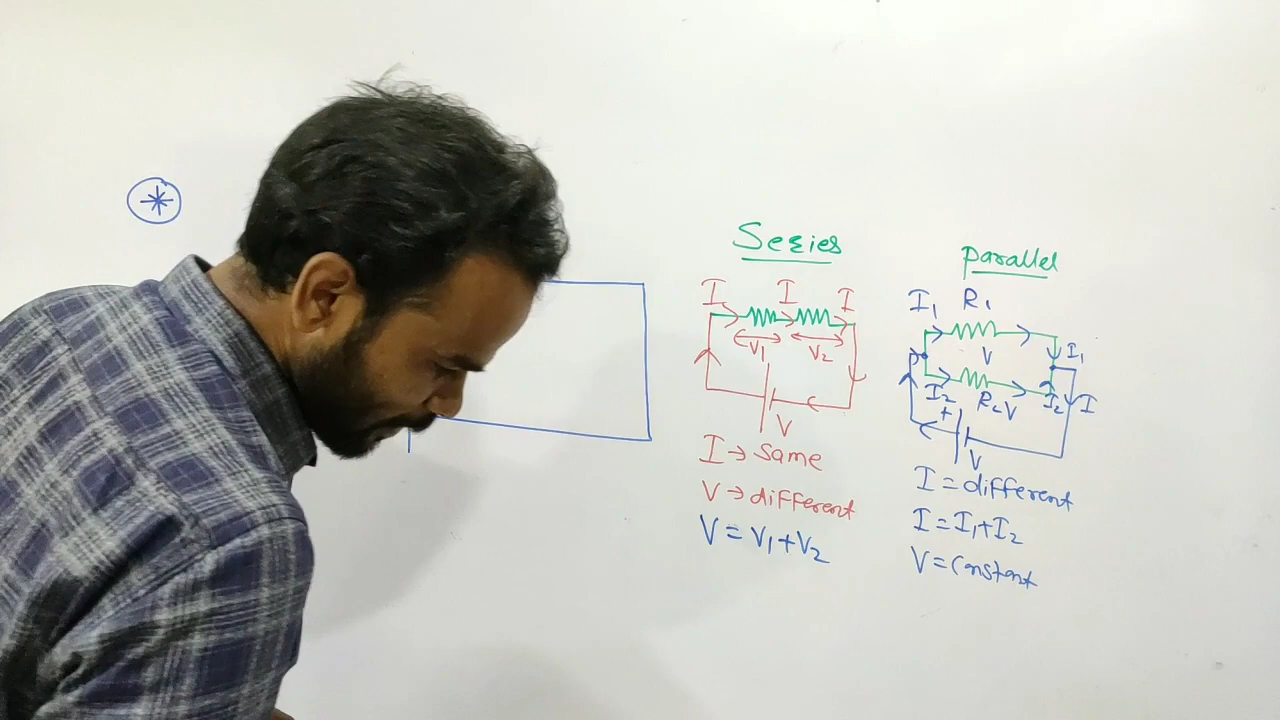 Series
I I I
V1 V2
V
I → Same
V → different
V = V1+V2
parallel
I1 R1
V
I1
I2 R2 V I2 I
+
V
I = different
I = I1+I2
V = Constant